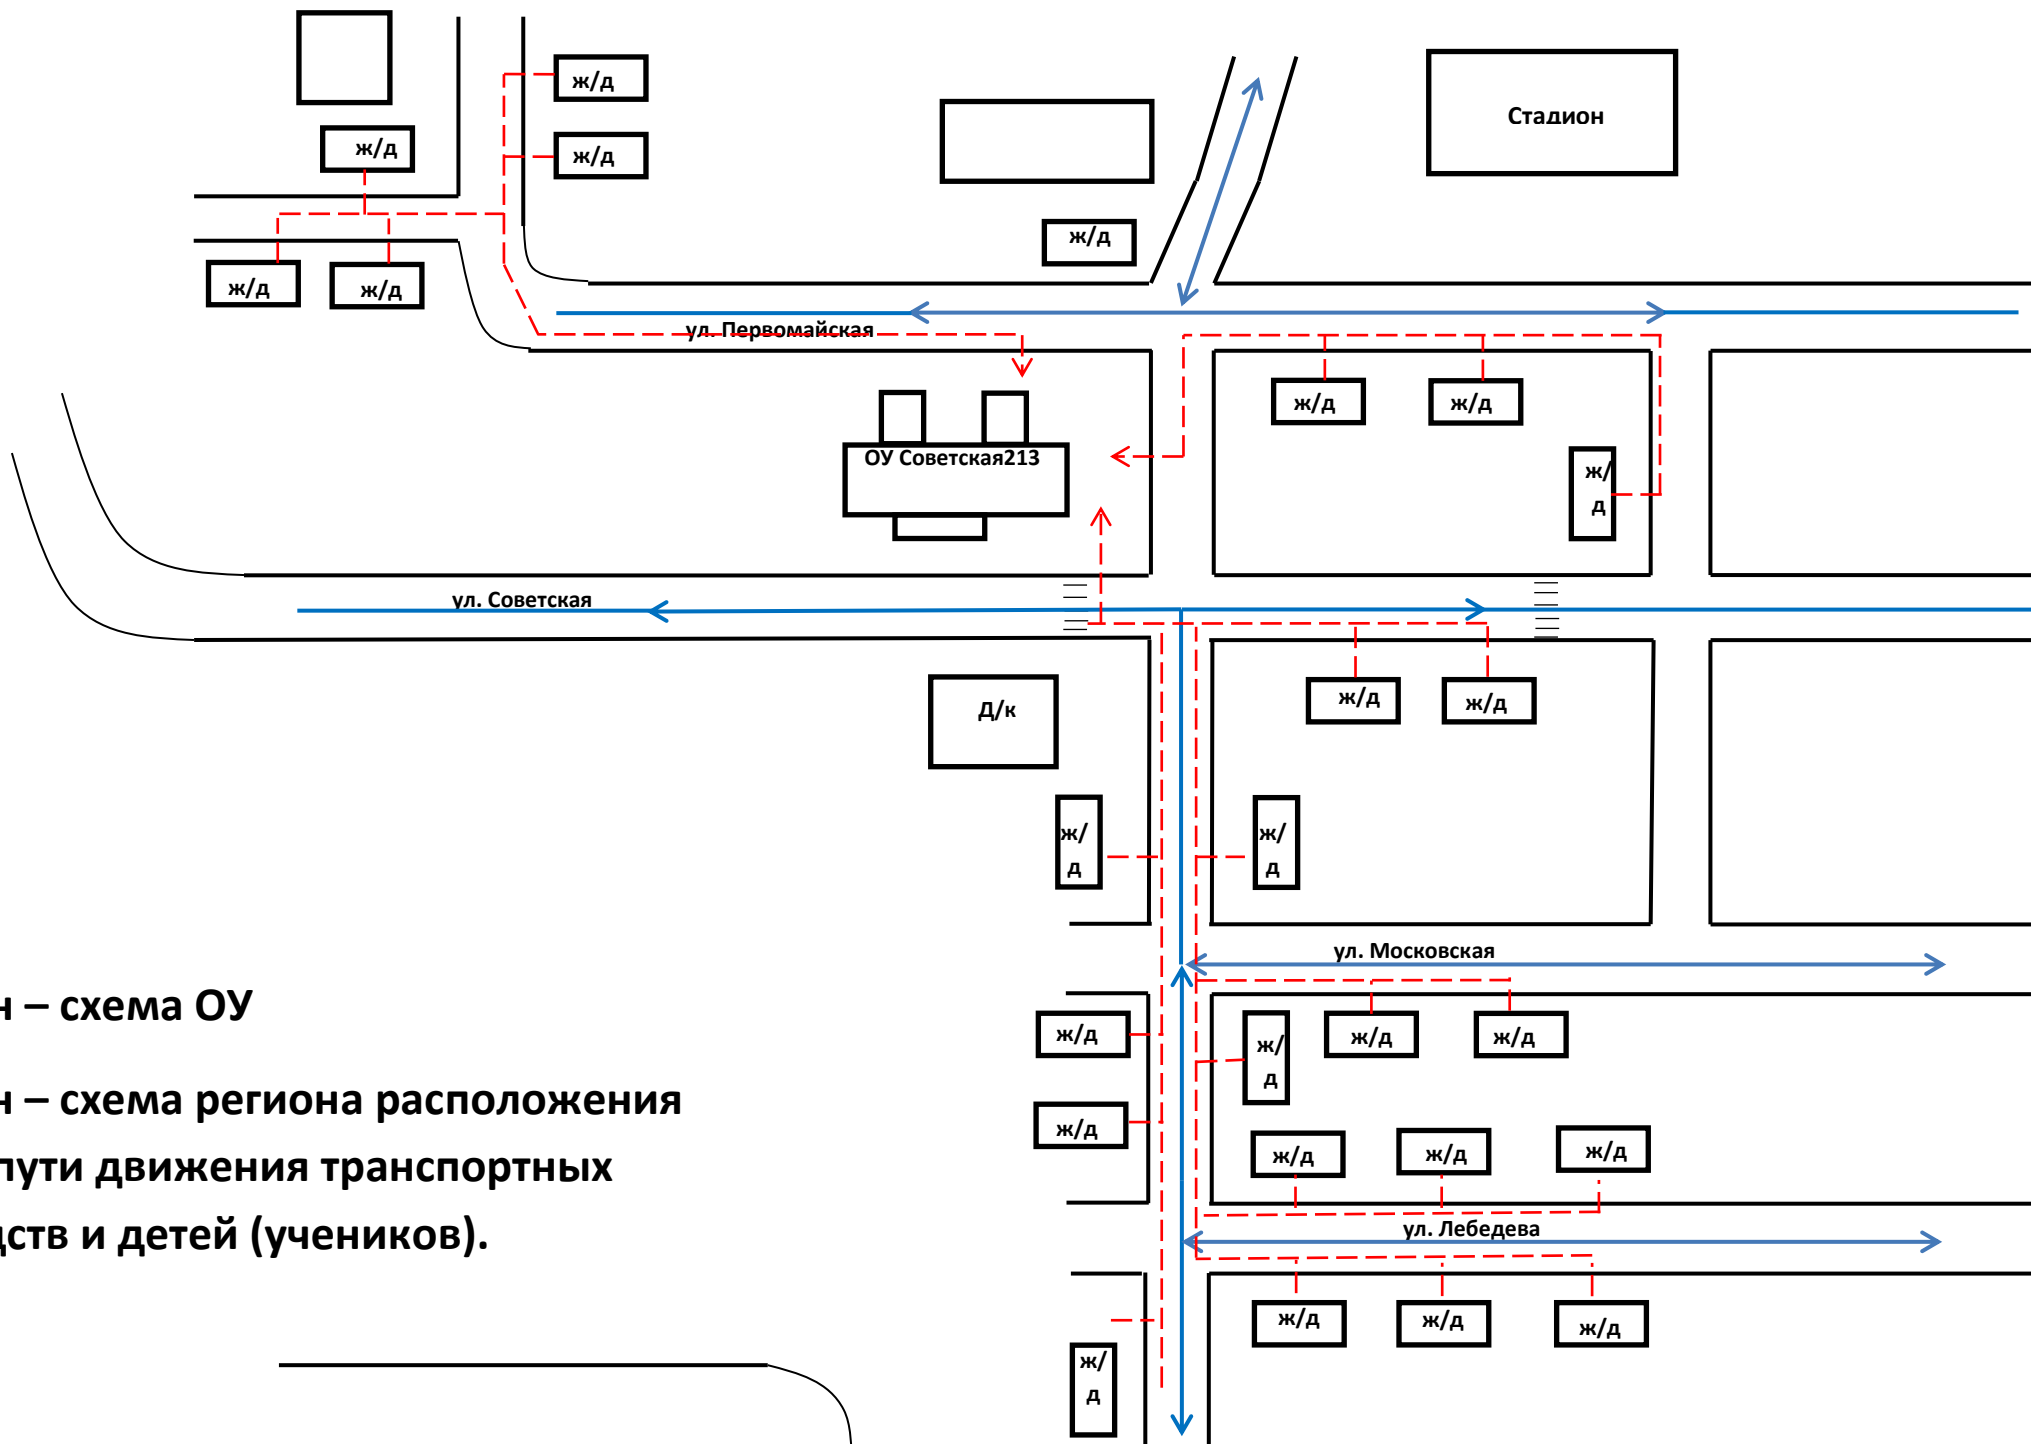 ж/д
Стадион
ж/д
ж/д
ж/д
ж/д
ж/д
ул. Первомайская
ж/д
ж/д
ОУ Советская213
ж/
д
ул. Советская
ж/д
ж/д
Д/к
ж/
д
ж/
д
ул. Московская
н – схема ОУ
ж/д
ж/
д
ж/д
ж/д
н – схема региона расположения
ж/д
ж/д
ж/д
ж/д
пути движения транспортных
дств и детей (учеников).
ул. Лебедева
ж/д
ж/д
ж/д
ж/
д